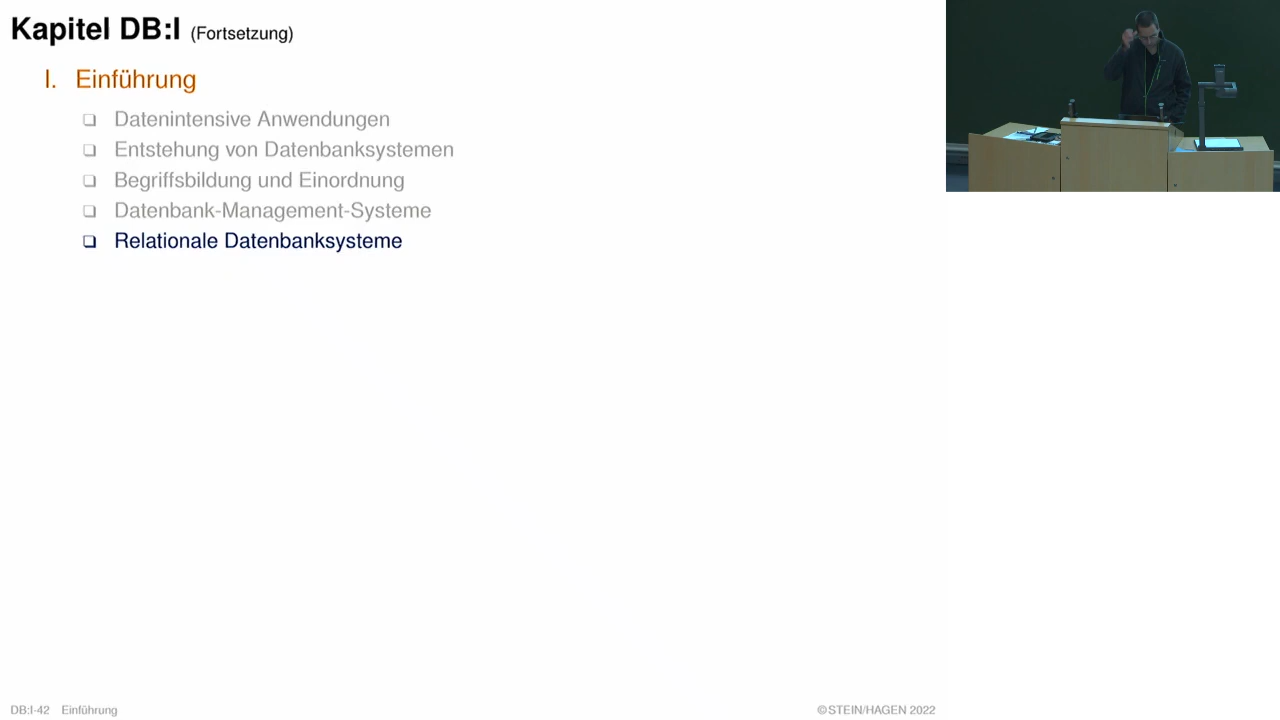 Kapitel DB:I (Fortsetzung)
I. Einführung
❏ Datenintensive Anwendungen
❏ Entstehung von Datenbanksystemen
❏ Begriffsbildung und Einordnung
❏ Datenbank-Management-Systeme
❏ Relationale Datenbanksysteme
DB:I-42 Einführung ©STEIN/HAGEN 2022